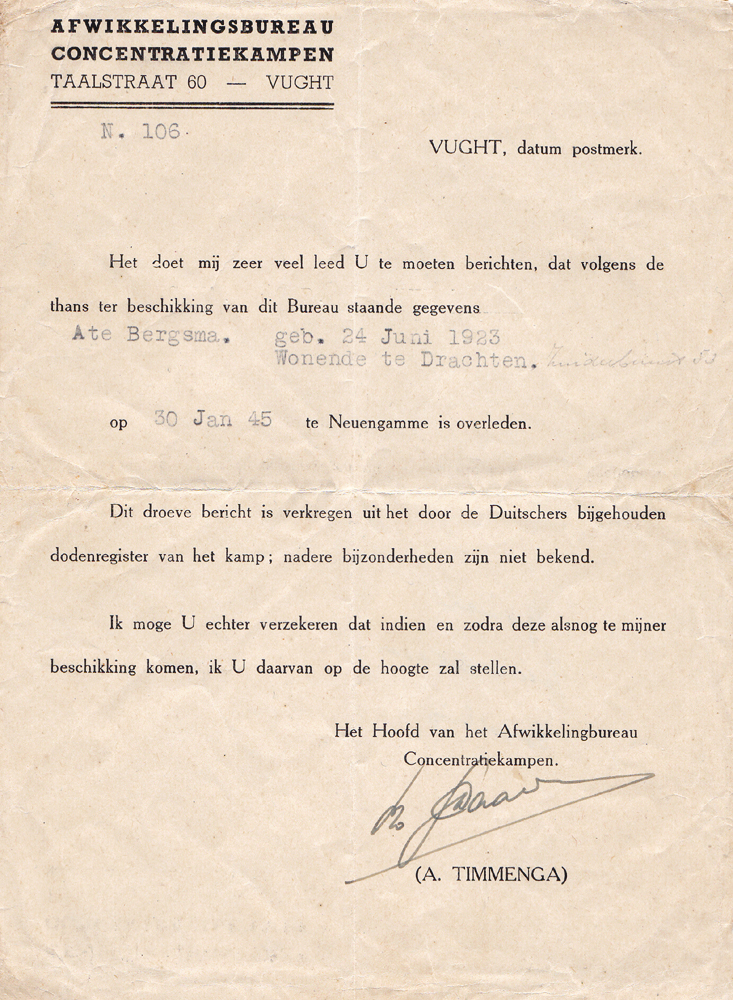 AFWIKKELINGSBUREAU
CONCENTRATIEKAMPEN
TAALSTRAAT 60 — VUGHT
N. 106.
VUGHT, datum postmerk.
Het doet mij zeer veel leed U te moeten berichten, dat volgens de
thans ter beschikking van dit Bureau staande gegevens
Ate Bergsma. geb. 24 Juni 1923
Wonende te Drachten.
op 30 Jan 45 te Neuengamme is overleden.
Dit droeve bericht is verkregen uit het door de Duitschers bijgehouden
dodenregister van het kamp; nadere bijzonderheden zijn niet bekend.
Ik moge U echter verzekeren dat indien en zodra deze alsnog te mijner
beschikking komen, ik U daarvan op de hoogte zal stellen.
Het Hoofd van het Afwikkelingbureau
Concentratiekampen.
(A. TIMMENGA)